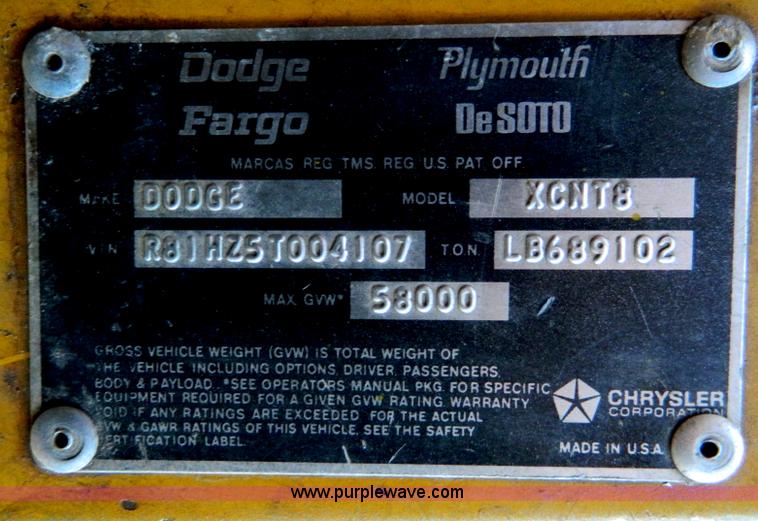 Dodge Plymouth
Fargo DeSOTO
MARCAS REG. TMS. REG. U.S. PAT. OFF.
MAKE DODGE MODEL XCNT8
VIN R81HZ5T004107 T.O.N. LB689102
MAX. GVW* 58000
GROSS VEHICLE WEIGHT (GVW) IS TOTAL WEIGHT OF
THE VEHICLE INCLUDING OPTIONS, DRIVER, PASSENGERS,
BODY & PAYLOAD. *SEE OPERATORS MANUAL PKG. FOR SPECIFIC
EQUIPMENT REQUIRED FOR A GIVEN GVW RATING. WARRANTY
VOID IF ANY RATINGS ARE EXCEEDED. FOR THE ACTUAL
GVW & GAWR RATINGS OF THIS VEHICLE, SEE THE SAFETY
CERTIFICATION LABEL.
CHRYSLER
CORPORATION
MADE IN U.S.A.
www.purplewave.com